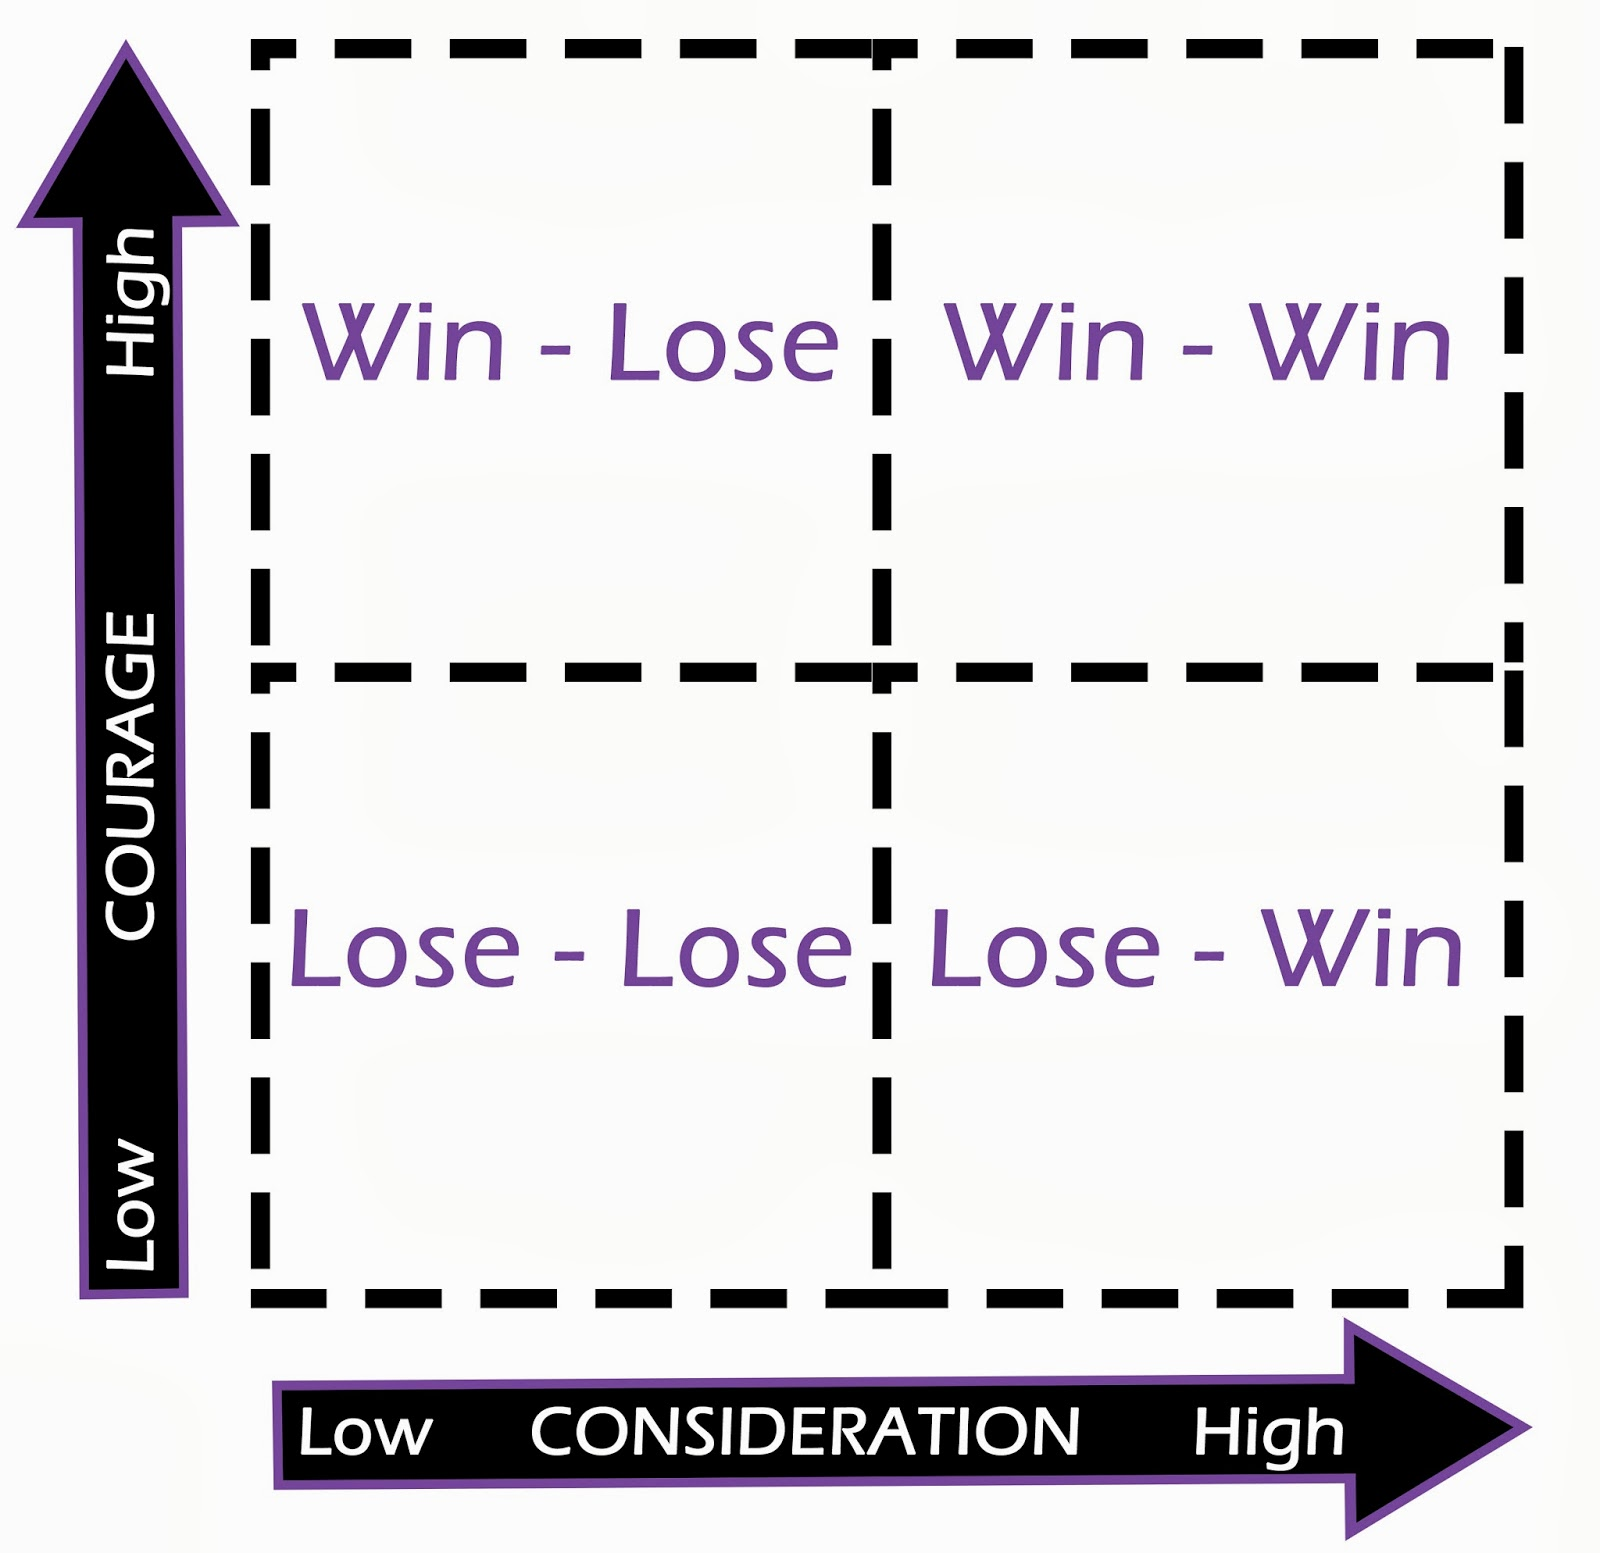 High
COURAGE
Low
Win - Lose
Win - Win
Lose - Lose
Lose - Win
Low CONSIDERATION High